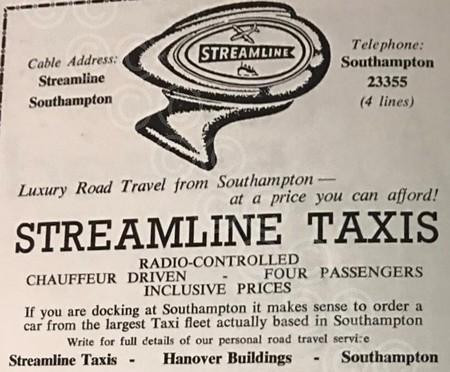 STREAMLINE
Cable Address:
Streamline
Southampton
Telephone:
Southampton
23355
(4 lines)
Luxury Road Travel from Southampton —
at a price you can afford!
STREAMLINE TAXIS
RADIO-CONTROLLED
CHAUFFEUR DRIVEN - FOUR PASSENGERS
INCLUSIVE PRICES
If you are docking at Southampton it makes sense to order a
car from the largest Taxi fleet actually based in Southampton
Write for full details of our personal road travel service
Streamline Taxis - Hanover Buildings - Southampton